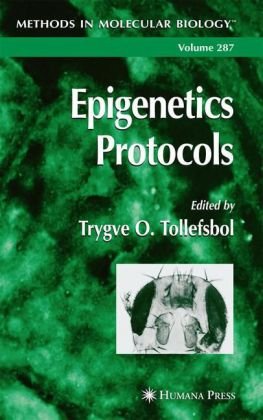 METHODS IN MOLECULAR BIOLOGY™
Volume 287
Epigenetics
Protocols
Edited by
Trygve O. Tollefsbol
HUMANA PRESS